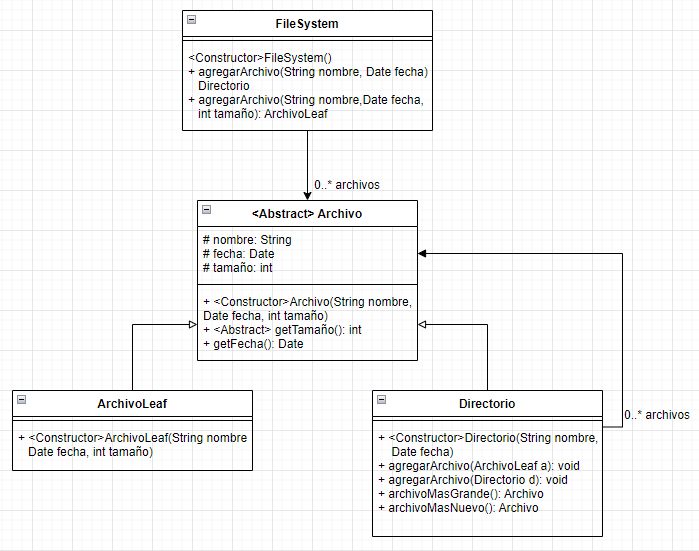 FileSystem
<Constructor>FileSystem()
+ agregarArchivo(String nombre, Date fecha)
Directorio
+ agregarArchivo(String nombre,Date fecha,
int tamaño): ArchivoLeaf
0..* archivos
<Abstract> Archivo
# nombre: String
# fecha: Date
# tamaño: int
+ <Constructor>Archivo(String nombre,
Date fecha, int tamaño)
+ <Abstract> getTamaño(): int
+ getFecha(): Date
ArchivoLeaf
+ <Constructor>ArchivoLeaf(String nombre
Date fecha, int tamaño)
Directorio
+ <Constructor>Directorio(String nombre,
Date fecha)
+ agregarArchivo(ArchivoLeaf a): void
+ agregarArchivo(Directorio d): void
+ archivoMasGrande(): Archivo
+ archivoMasNuevo(): Archivo
0..* archivos